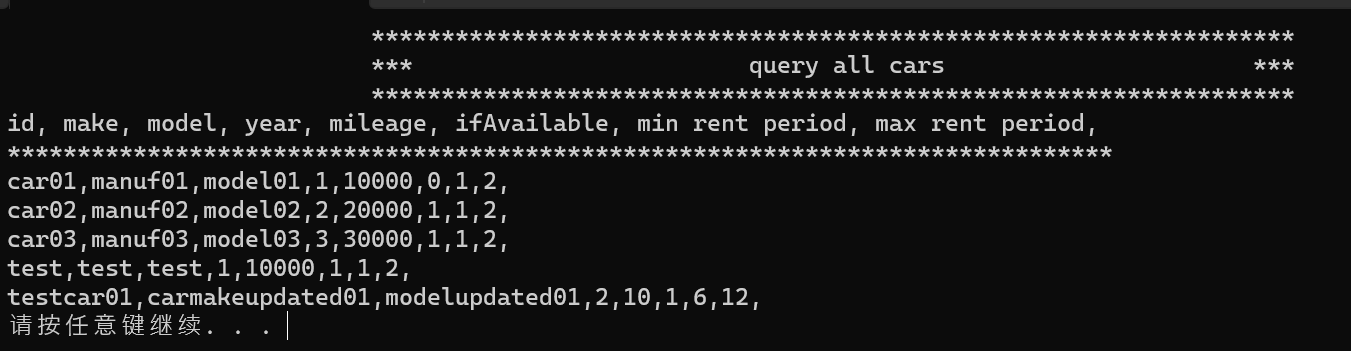 ******************************************************************
*** query all cars ***
******************************************************************
id, make, model, year, mileage, ifAvailable, min rent period, max rent period,
*******************************************************************************
car01,manuf01,model01,1,10000,0,1,2,
car02,manuf02,model02,2,20000,1,1,2,
car03,manuf03,model03,3,30000,1,1,2,
test,test,test,1,10000,1,1,2,
testcar01,carmakeupdated01,modelupdated01,2,10,1,6,12,
请按任意键继续. . .